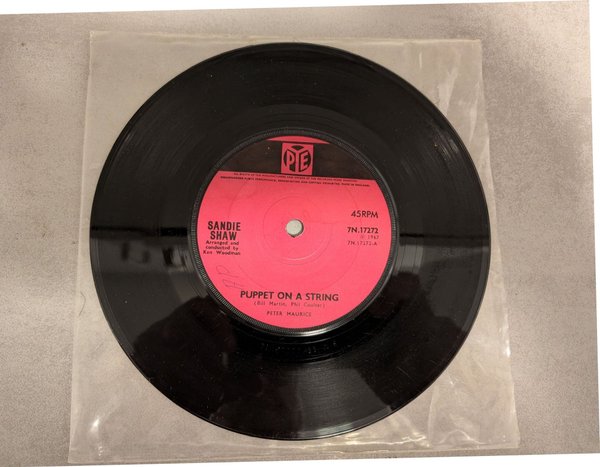 PYE
SANDIE
SHAW
Arranged and
conducted by
Ken Woodman
45RPM
7N.17272
℗ 1967
7N.17272-A
PUPPET ON A STRING
(Bill Martin, Phil Coulter)
PETER MAURICE